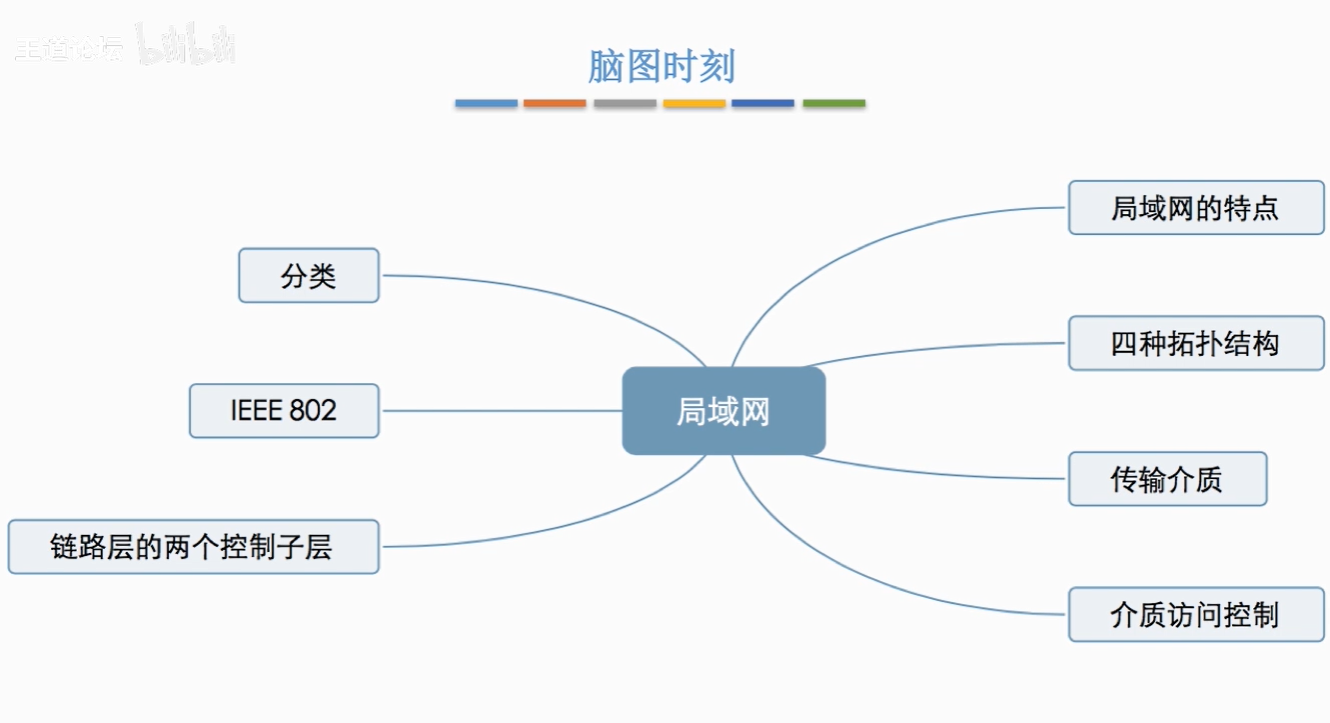 王道论坛 bilibili
脑图时刻
局域网的特点
分类
四种拓扑结构
IEEE 802
局域网
传输介质
链路层的两个控制子层
介质访问控制